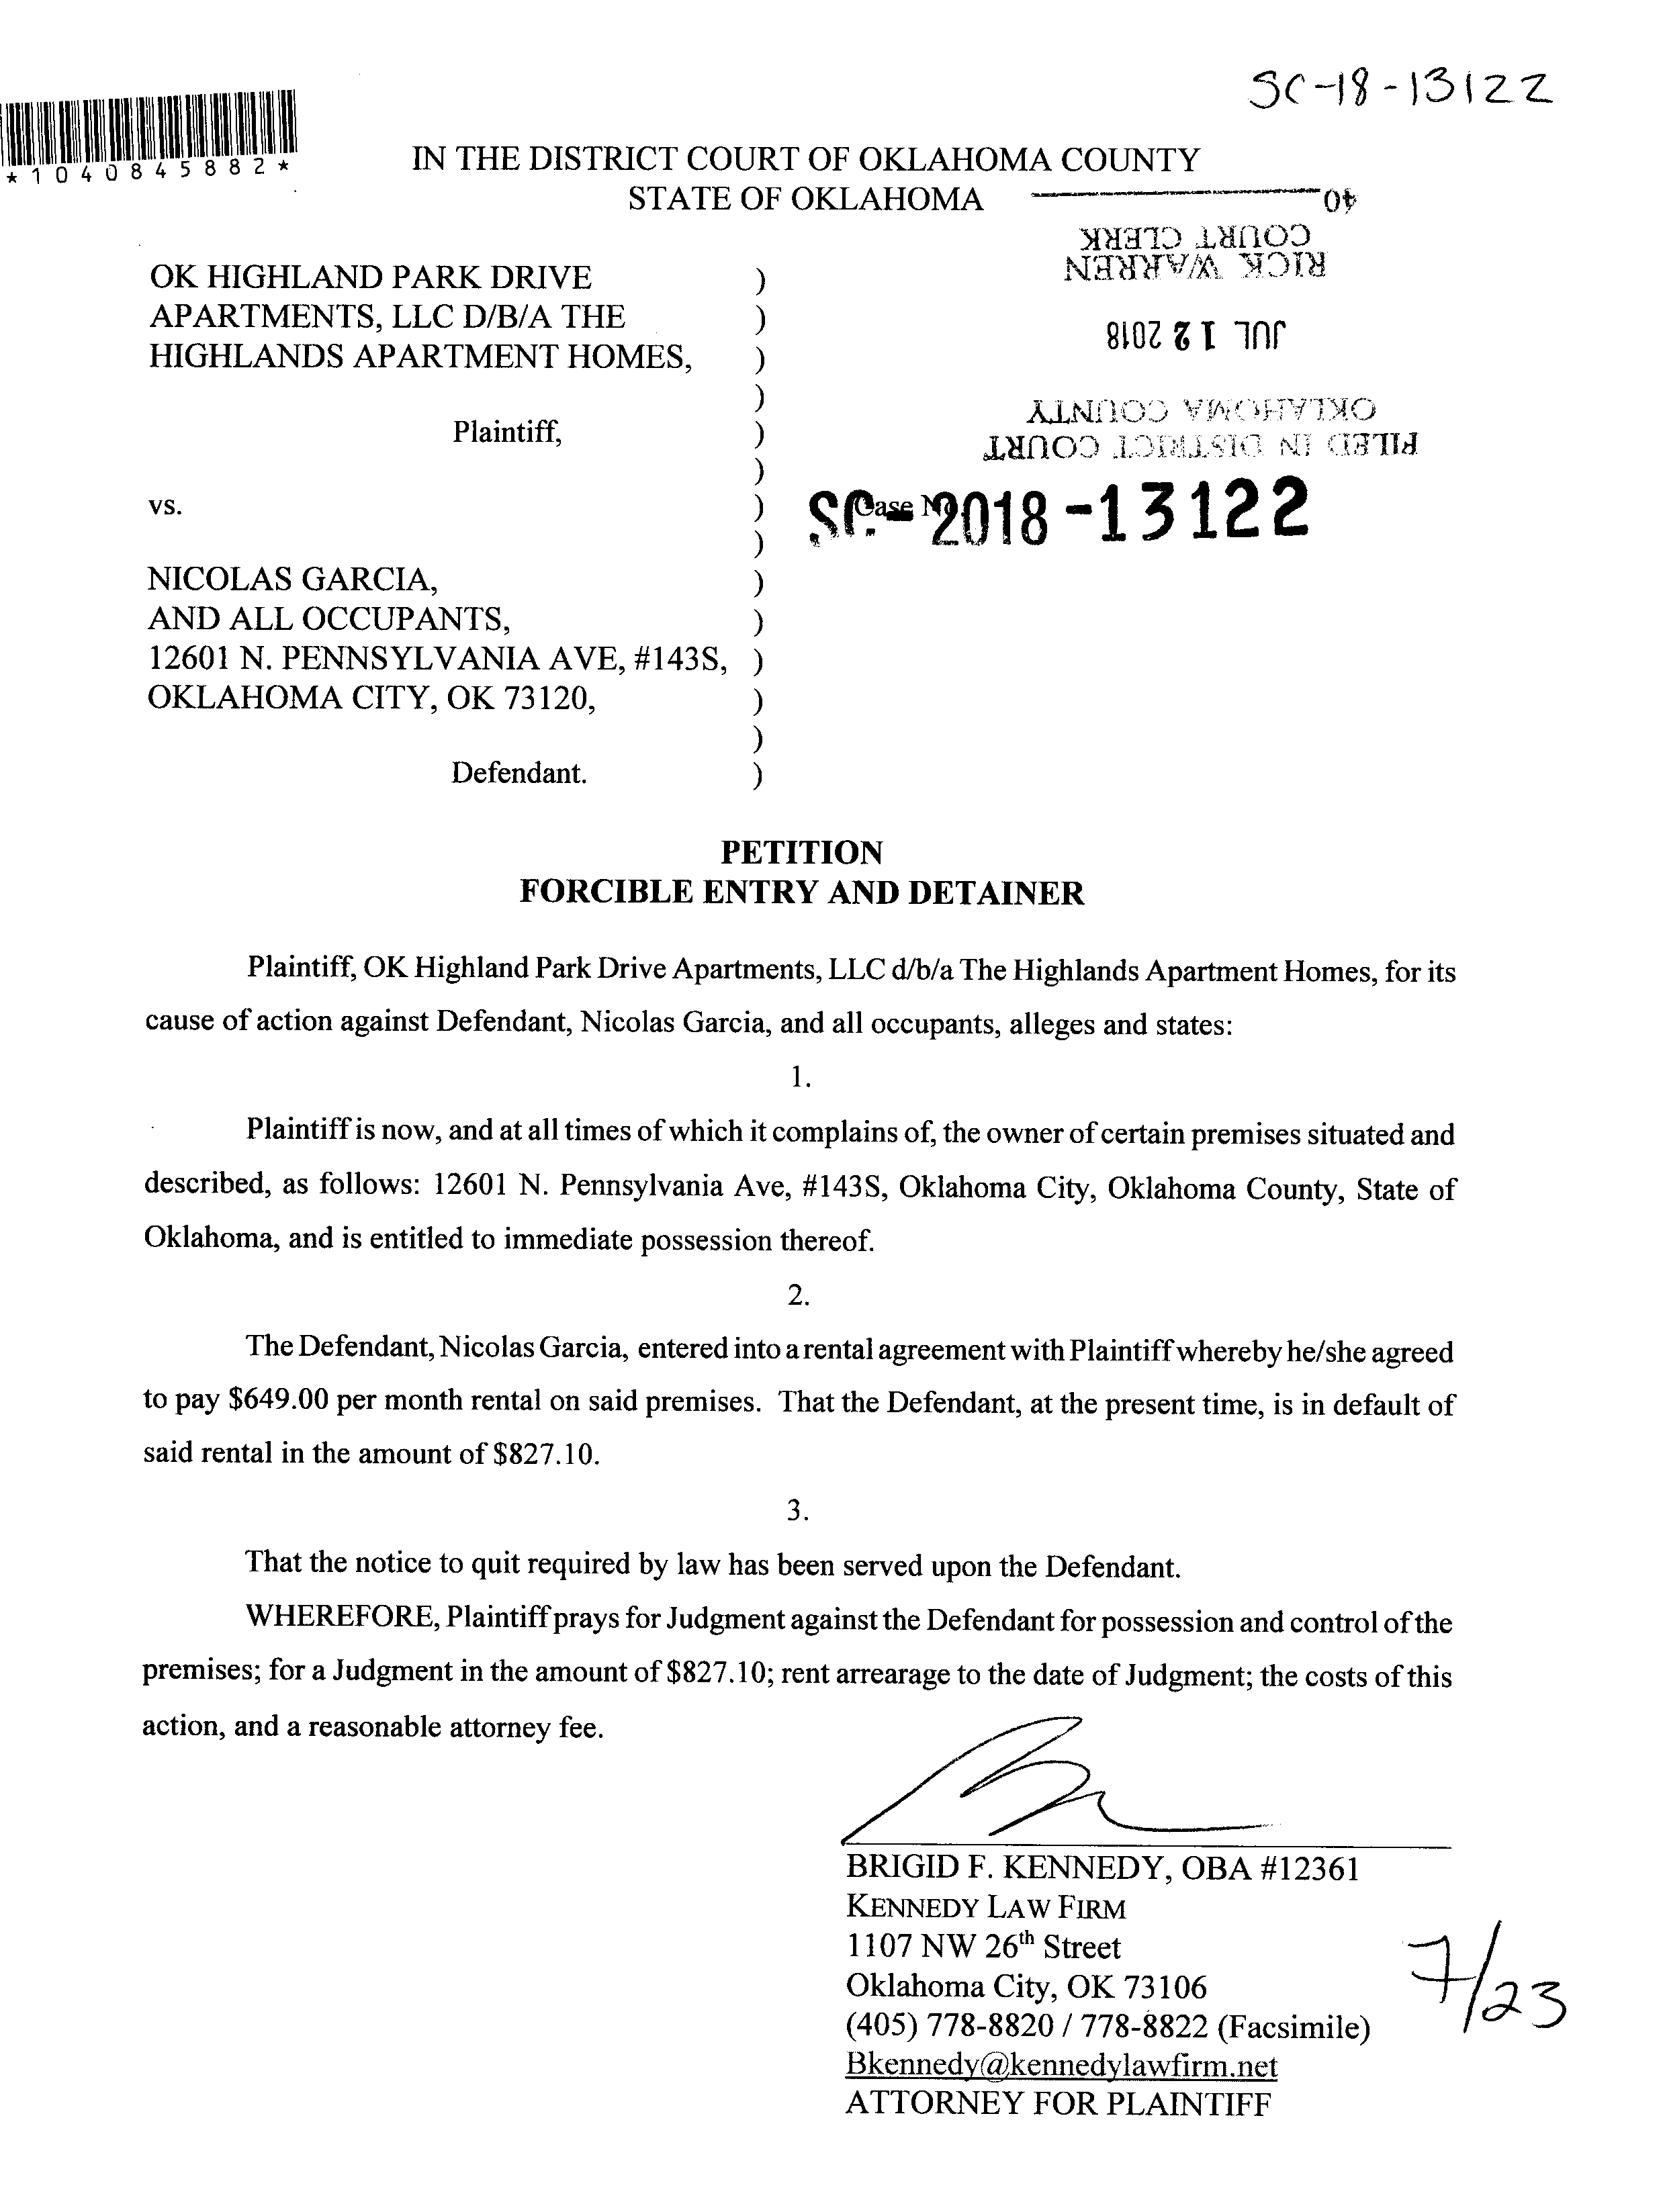 SC-18-13122
*1040845882*
IN THE DISTRICT COURT OF OKLAHOMA COUNTY
STATE OF OKLAHOMA
40
COURT CLERK
RICK WARREN
JUL 12 2018
OKLAHOMA COUNTY
FILED IN DISTRICT COURT
OK HIGHLAND PARK DRIVE )
APARTMENTS, LLC D/B/A THE )
HIGHLANDS APARTMENT HOMES, )
)
Plaintiff, )
)
vs. ) Case No.
SC-2018-13122
)
NICOLAS GARCIA, )
AND ALL OCCUPANTS, )
12601 N. PENNSYLVANIA AVE, #143S, )
OKLAHOMA CITY, OK 73120, )
)
Defendant. )
PETITION
FORCIBLE ENTRY AND DETAINER
Plaintiff, OK Highland Park Drive Apartments, LLC d/b/a The Highlands Apartment Homes, for its
cause of action against Defendant, Nicolas Garcia, and all occupants, alleges and states:
1.
Plaintiff is now, and at all times of which it complains of, the owner of certain premises situated and
described, as follows: 12601 N. Pennsylvania Ave, #143S, Oklahoma City, Oklahoma County, State of
Oklahoma, and is entitled to immediate possession thereof.
2.
The Defendant, Nicolas Garcia, entered into a rental agreement with Plaintiff whereby he/she agreed
to pay $649.00 per month rental on said premises. That the Defendant, at the present time, is in default of
said rental in the amount of $827.10.
3.
That the notice to quit required by law has been served upon the Defendant.
WHEREFORE, Plaintiff prays for Judgment against the Defendant for possession and control of the
premises; for a Judgment in the amount of $827.10; rent arrearage to the date of Judgment; the costs of this
action, and a reasonable attorney fee.
BRIGID F. KENNEDY, OBA #12361
KENNEDY LAW FIRM
1107 NW 26th Street
Oklahoma City, OK 73106
(405) 778-8820 / 778-8822 (Facsimile)
Bkennedy@kennedylawfirm.net
ATTORNEY FOR PLAINTIFF
7/23